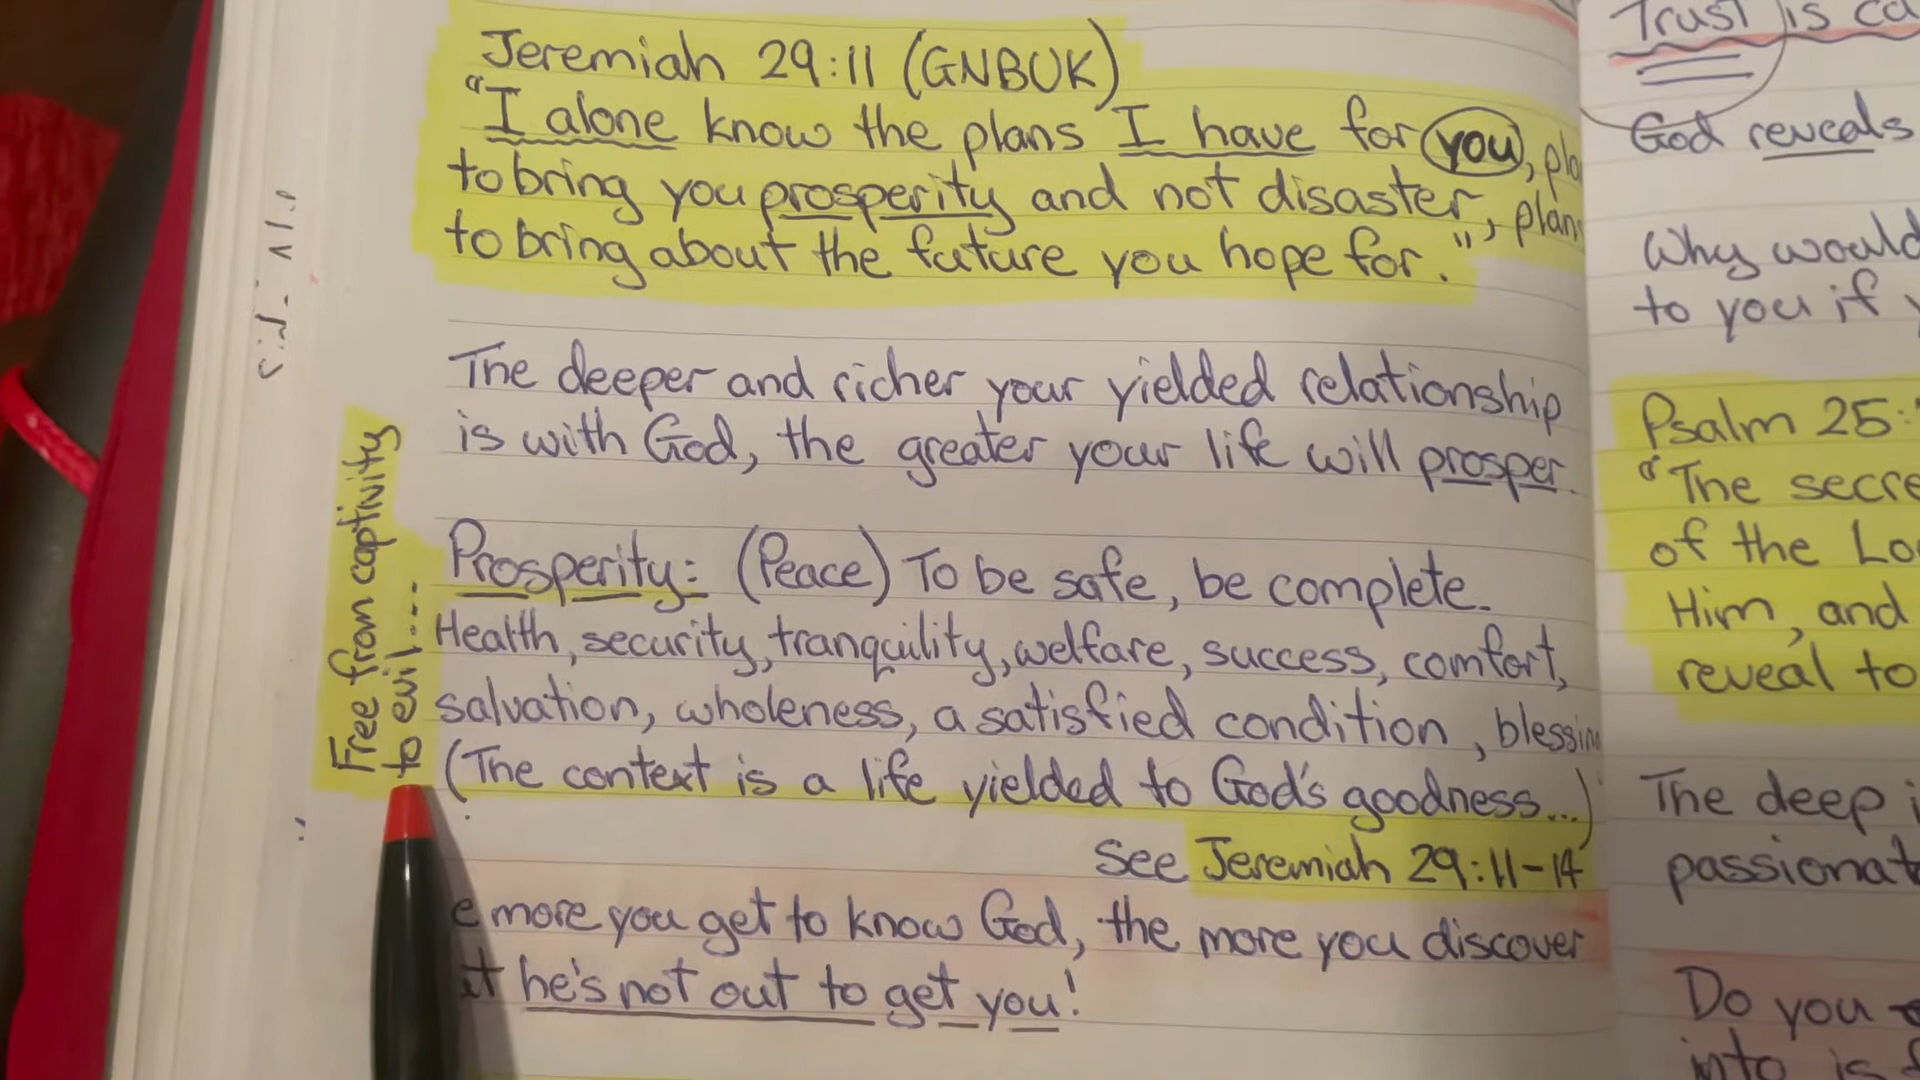 Jeremiah 29:11 (GNBUK)
"I alone know the plans I have for you,
to bring you prosperity and not disaster, plans
to bring about the future you hope for."
The deeper and richer your yielded relationship
is with God, the greater your life will prosper.
Free from captivity
to evil....
Prosperity: (Peace) To be safe, be complete.
Health, security, tranquility, welfare, success, comfort,
salvation, wholeness, a satisfied condition,
(The context is a life yielded to God's goodness...)
See Jeremiah 29:11-14
e more you get to know God, the more you discover
he's not out to get you!
Trust is
God reveals
Why would
to you if
Psalm 25:
"The
of the
Him, and
reveal to
The deep
Do you
into is